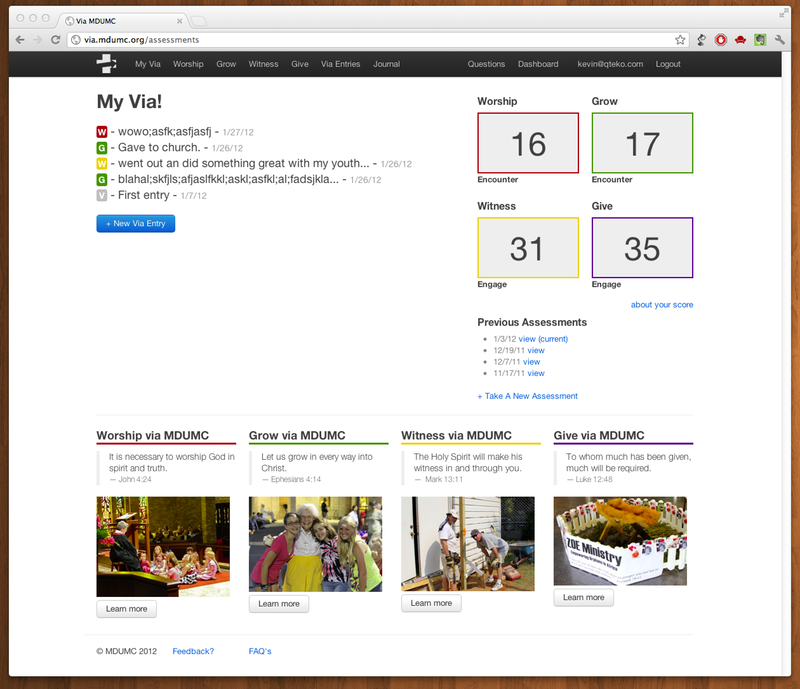 Via MDUMC
via.mdumc.org/assessments
My Via Worship Grow Witness Give Via Entries Journal Questions Dashboard kevin@qteko.com Logout
My Via!
W - wowo;asfk;asfjasfj - 1/27/12
G - Gave to church. - 1/26/12
W - went out an did something great with my youth... - 1/26/12
G - blahal;skfjls;afjaslfkkl;askl;asfkl;al;fadsjkla... - 1/26/12
V - First entry - 1/7/12
+ New Via Entry
Worship Grow
16 17
Encounter Encounter
Witness Give
31 35
Engage Engage
about your score
Previous Assessments
1/3/12 view (current)
12/19/11 view
12/7/11 view
11/17/11 view
+ Take A New Assessment
Worship via MDUMC
It is necessary to worship God in
spirit and truth.
— John 4:24
Learn more
Grow via MDUMC
Let us grow in every way into
Christ.
— Ephesians 4:14
Learn more
Witness via MDUMC
The Holy Spirit will make his
witness in and through you.
— Mark 13:11
Learn more
Give via MDUMC
To whom much has been given,
much will be required.
— Luke 12:48
ZOE Ministry
Learn more
© MDUMC 2012 Feedback? FAQ's